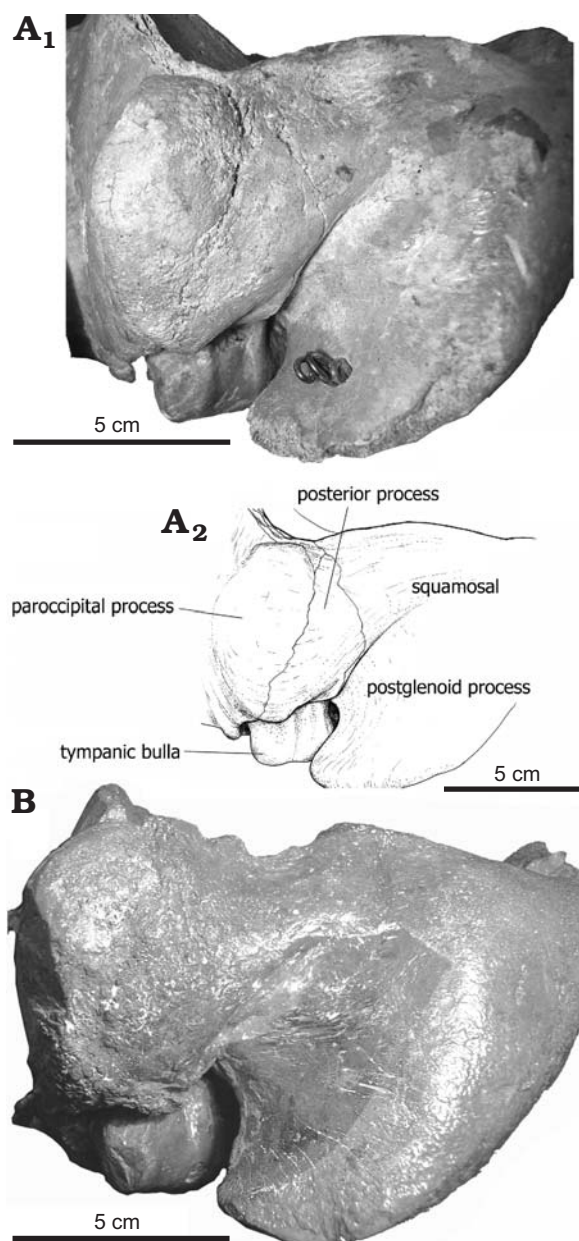 A1
5 cm
A2
posterior process
paroccipital process
squamosal
postglenoid process
tympanic bulla
5 cm
B
5 cm